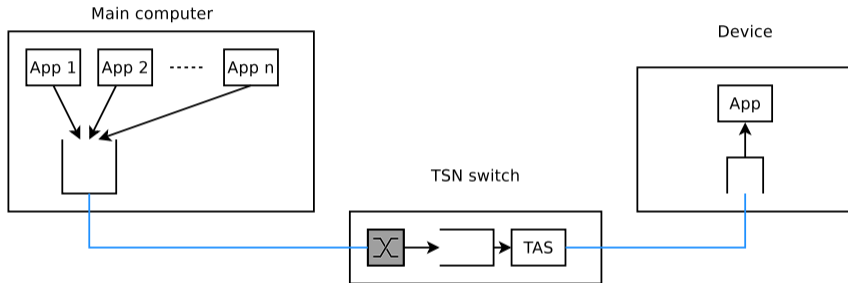 Main computer
Device
App 1 App 2 App n
App
TSN switch
TAS